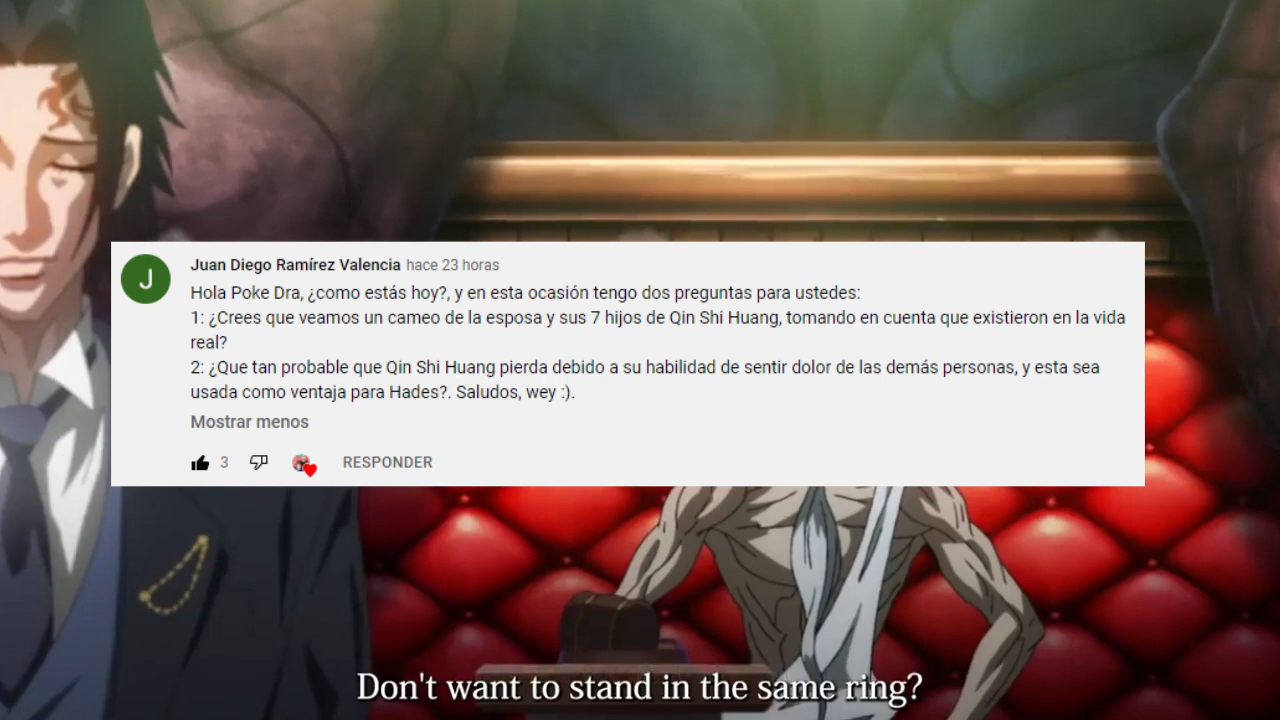 J
Juan Diego Ramírez Valencia hace 23 horas
Hola Poke Dra, ¿como estás hoy?, y en esta ocasión tengo dos preguntas para ustedes:
1: ¿Crees que veamos un cameo de la esposa y sus 7 hijos de Qin Shi Huang, tomando en cuenta que existieron en la vida
real?
2: ¿Que tan probable que Qin Shi Huang pierda debido a su habilidad de sentir dolor de las demás personas, y esta sea
usada como ventaja para Hades?. Saludos, wey :).
Mostrar menos
3 RESPONDER
Don't want to stand in the same ring?